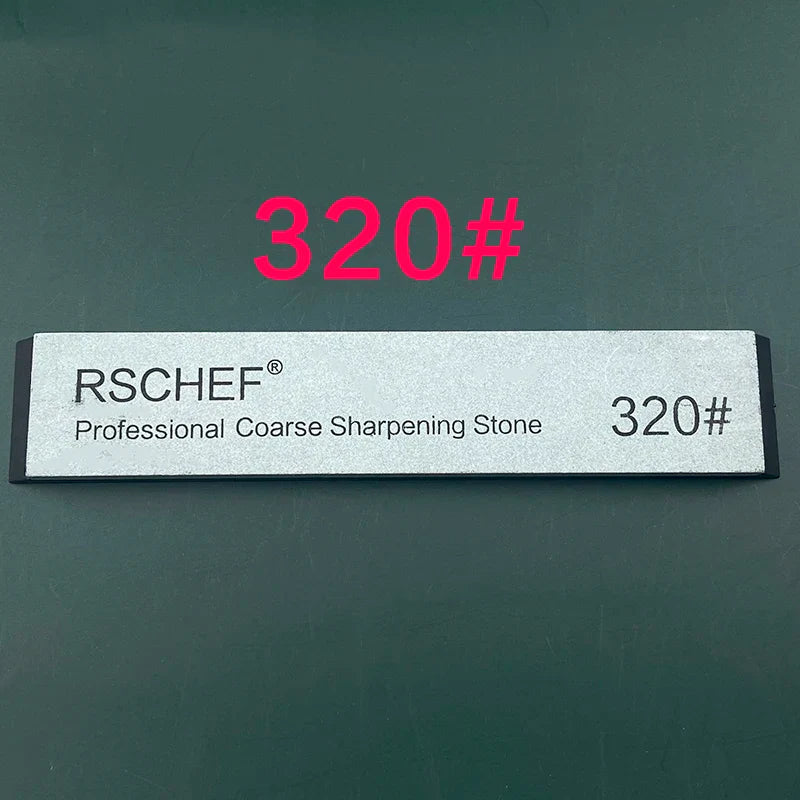 320#
RSCHEF®
Professional Coarse Sharpening Stone
320#